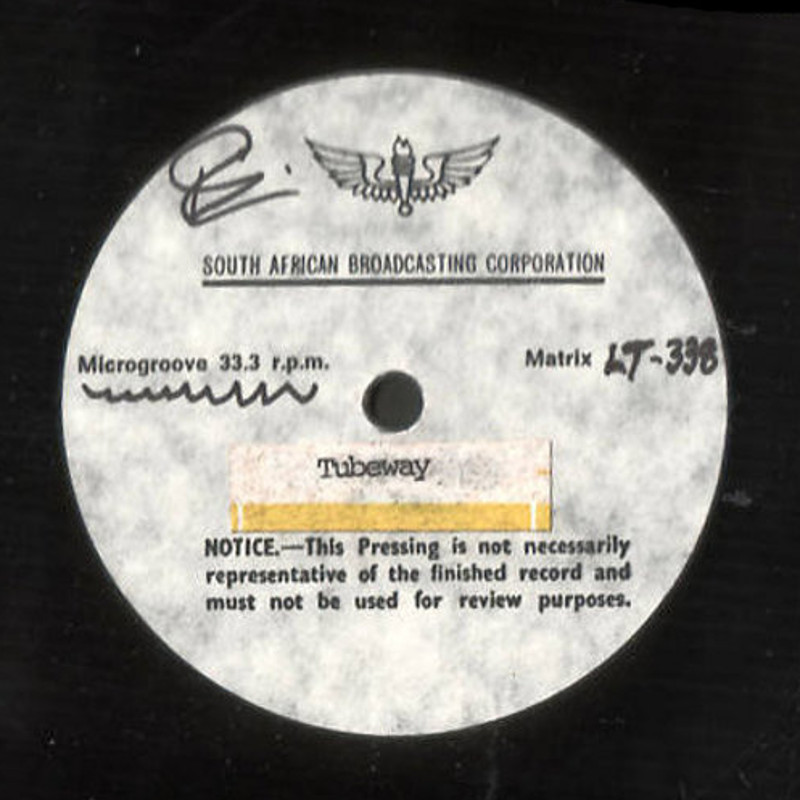 SOUTH AFRICAN BROADCASTING CORPORATION
Microgroove 33.3 r.p.m.
Matrix LT-338
Tubeway
NOTICE.—This Pressing is not necessarily
representative of the finished record and
must not be used for review purposes.